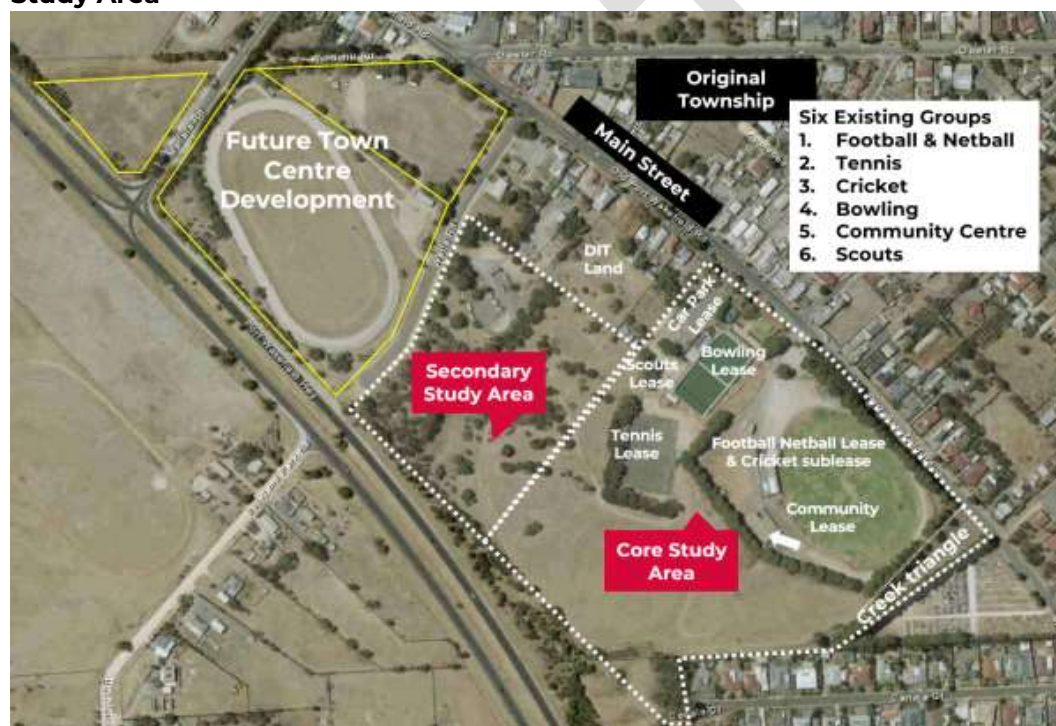 Study Area
Original
Township
Main Street
Six Existing Groups
1. Football & Netball
2. Tennis
3. Cricket
4. Bowling
5. Community Centre
6. Scouts
Future Town
Centre
Development
DIT
Land
Car Park
Lease
Scouts
Lease
Bowling
Lease
Secondary
Study Area
Tennis
Lease
Football Netball Lease
& Cricket sublease
Community
Lease
Core Study
Area
Creek triangle